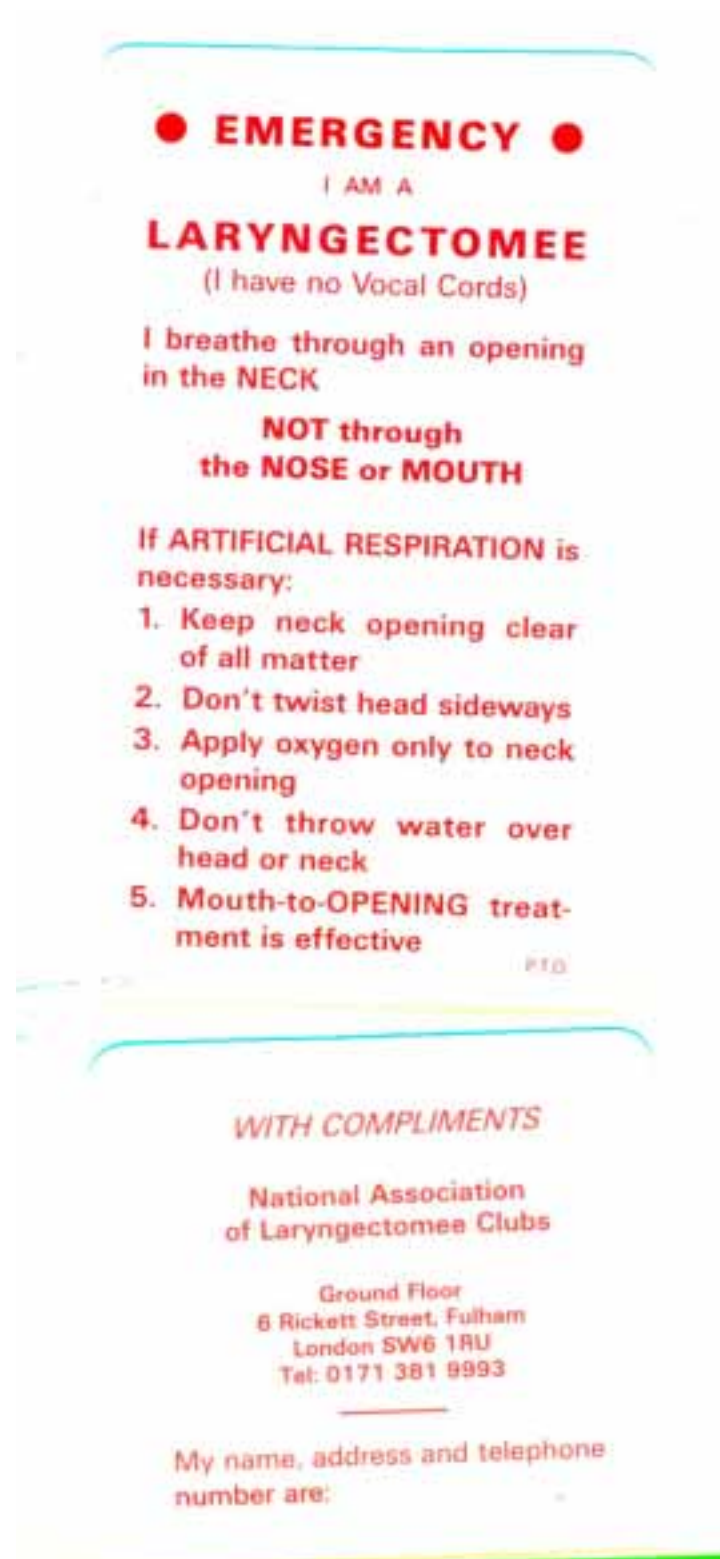 ● EMERGENCY ●
I AM A
LARYNGECTOMEE
(I have no Vocal Cords)
I breathe through an opening
in the NECK
NOT through
the NOSE or MOUTH
If ARTIFICIAL RESPIRATION is
necessary:
1. Keep neck opening clear
of all matter
2. Don't twist head sideways
3. Apply oxygen only to neck
opening
4. Don't throw water over
head or neck
5. Mouth-to-OPENING treat-
ment is effective
P.T.O.
WITH COMPLIMENTS
National Association
of Laryngectomee Clubs
Ground Floor
6 Rickett Street, Fulham
London SW6 1RU
Tel: 0171 381 9993
My name, address and telephone
number are: